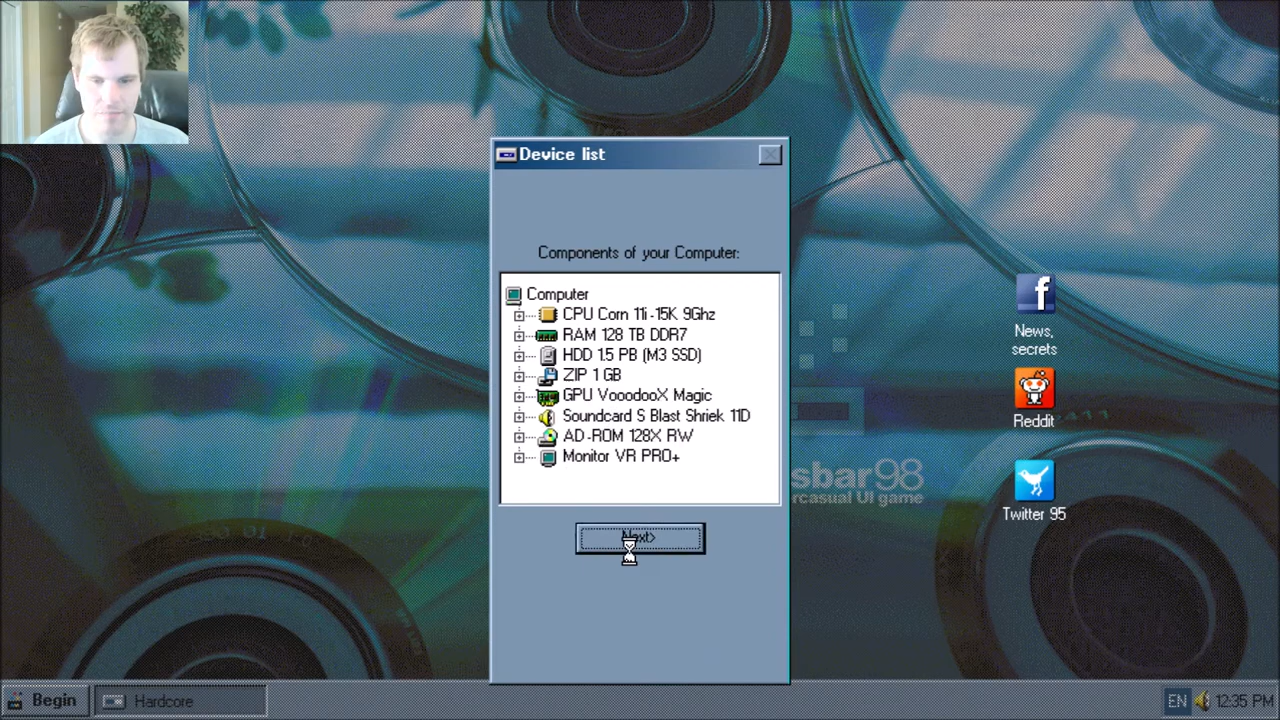 Device list
Components of your Computer:
Computer
CPU Corn 11i-15K 9Ghz
RAM 128 TB DDR7
HDD 1.5 PB (M3 SSD)
ZIP 1 GB
GPU VooodooX Magic
Soundcard S Blast Shriek 11D
AD-ROM 128X RW
Monitor VR PRO+
Next>
News,
secrets
Reddit
sbar98
rcasual UI game
Twitter 95
Begin
Hardcore
EN
12:35 PM